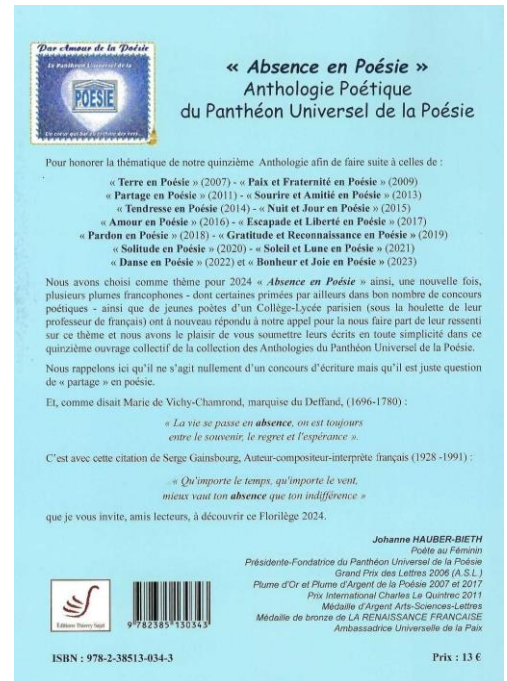 Par Amour de la Poésie
Le Panthéon Universel de la
POÉSIE
Un coeur qui bat au rythme des vers...
« Absence en Poésie »
Anthologie Poétique
du Panthéon Universel de la Poésie
Pour honorer la thématique de notre quinzième Anthologie afin de faire suite à celles de :
« Terre en Poésie » (2007) - « Paix et Fraternité en Poésie » (2009)
« Partage en Poésie » (2011) - « Sourire et Amitié en Poésie » (2013)
« Tendresse en Poésie (2014) - « Nuit et Jour en Poésie » (2015)
« Amour en Poésie » (2016) - « Escapade et Liberté en Poésie » (2017)
« Pardon en Poésie » (2018) - « Gratitude et Reconnaissance en Poésie » (2019)
« Solitude en Poésie » (2020) - « Soleil et Lune en Poésie » (2021)
« Danse en Poésie » (2022) et « Bonheur et Joie en Poésie » (2023)
Nous avons choisi comme thème pour 2024 « Absence en Poésie » ainsi, une nouvelle fois,
plusieurs plumes francophones - dont certaines primées par ailleurs dans bon nombre de concours
poétiques - ainsi que de jeunes poètes d'un Collège-Lycée parisien (sous la houlette de leur
professeur de français) ont à nouveau répondu à notre appel pour la nous faire part de leur ressenti
sur ce thème et nous avons le plaisir de vous soumettre leurs écrits en toute simplicité dans ce
quinzième ouvrage collectif de la collection des Anthologies du Panthéon Universel de la Poésie.
Nous rappelons ici qu'il ne s'agit nullement d'un concours d'écriture mais qu'il est juste question
de « partage » en poésie.
Et, comme disait Marie de Vichy-Chamrond, marquise du Deffand, (1696-1780) :
« La vie se passe en absence, on est toujours
entre le souvenir, le regret et l'espérance ».
C'est avec cette citation de Serge Gainsbourg, Auteur-compositeur-interprète français (1928 -1991) :
« Qu'importe le temps, qu'importe le vent,
mieux vaut ton absence que ton indifférence »
que je vous invite, amis lecteurs, à découvrir ce Florilège 2024.
Johanne HAUBER-BIETH
Poète au Féminin
Présidente-Fondatrice du Panthéon Universel de la Poésie
Grand Prix des Lettres 2006 (A.S.L.)
Plume d'Or et Plume d'Argent de la Poésie 2007 et 2017
Prix International Charles Le Quintrec 2011
Médaille d'Argent Arts-Sciences-Lettres
Médaille de bronze de LA RENAISSANCE FRANCAISE
Ambassadrice Universelle de la Paix
Editions Thierry Sajat
9 782385 130343
ISBN : 978-2-38513-034-3
Prix : 13 €